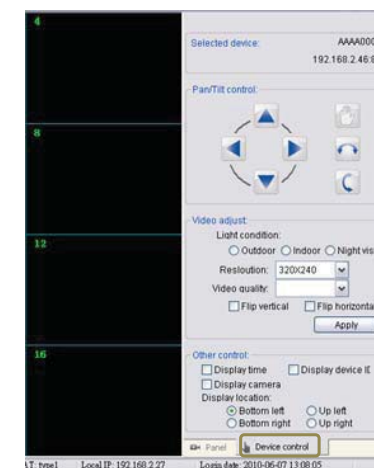 4
Selected device: AAAA000
192.168.2.46:8
Pan/Tilt control:
8
Video adjust:
Light condition:
12
Outdoor Indoor Night vis
Resloution: 320X240
Video quality:
Flip vertical Flip horizonta
Apply
16
Other control:
Display time Display device I
Display camera
Display location:
Bottom left Up left
Bottom right Up right
Panel Device control
AT: type1 Local IP: 192.168.2.27 Login date: 2010-06-07 13:08:05